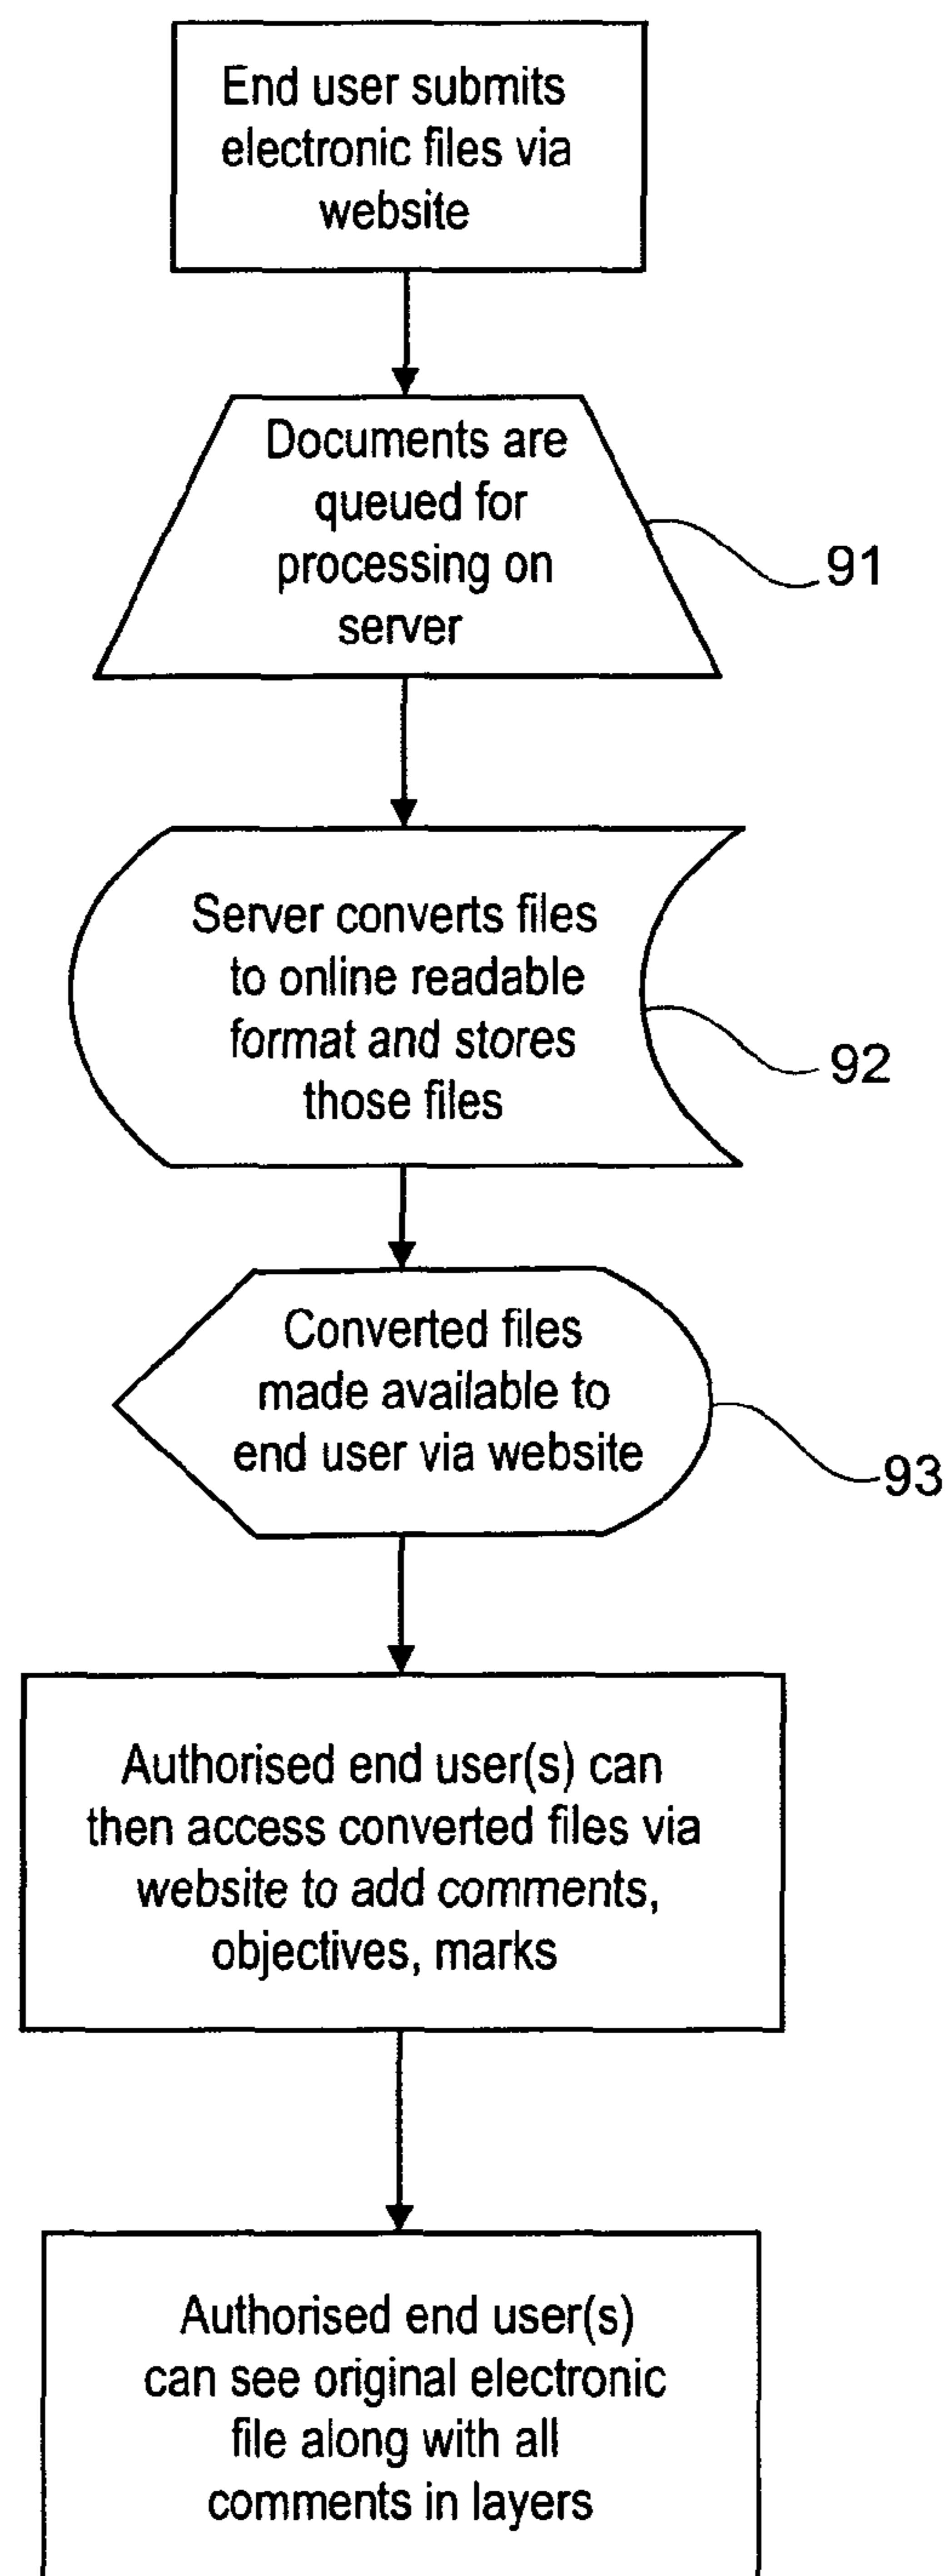 End user submits
electronic files via
website
Documents are
queued for
processing on
server
91
Server converts files
to online readable
format and stores
those files
92
Converted files
made available to
end user via website
93
Authorised end user(s) can
then access converted files via
website to add comments,
objectives, marks
Authorised end user(s)
can see original electronic
file along with all
comments in layers